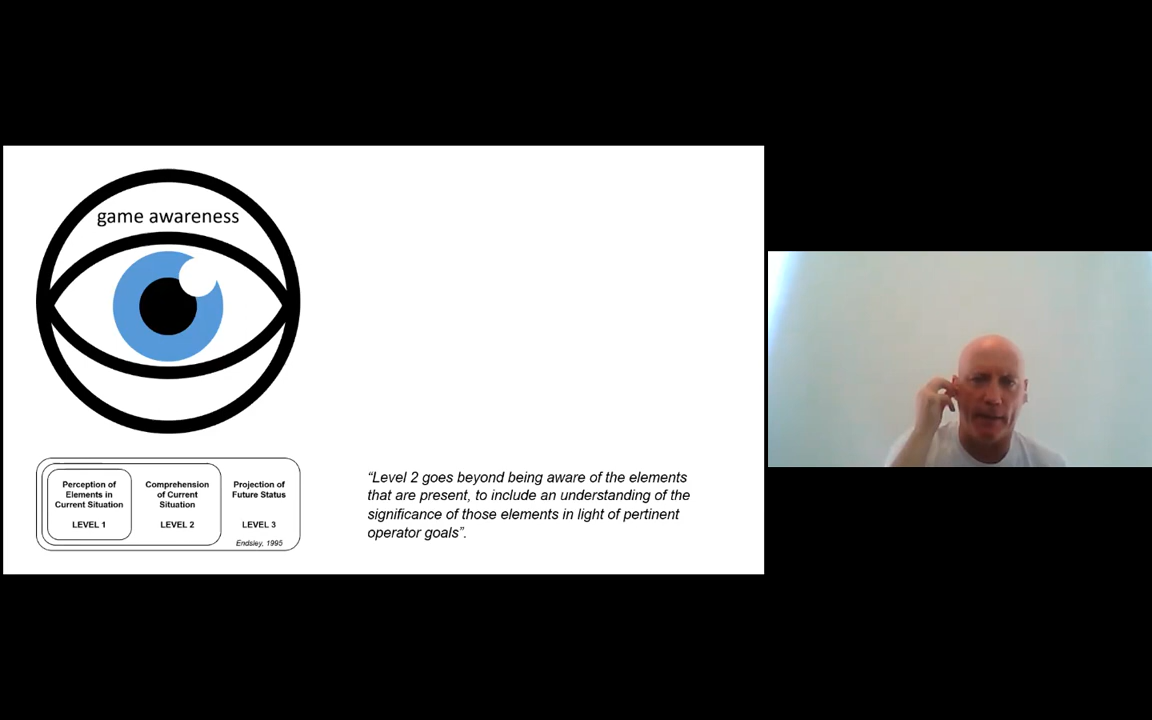 game awareness
Perception of
Elements in
Current Situation
LEVEL 1
Comprehension
of Current
Situation
LEVEL 2
Projection of
Future Status
LEVEL 3
Endsley, 1995
“Level 2 goes beyond being aware of the elements
that are present, to include an understanding of the
significance of those elements in light of pertinent
operator goals”.